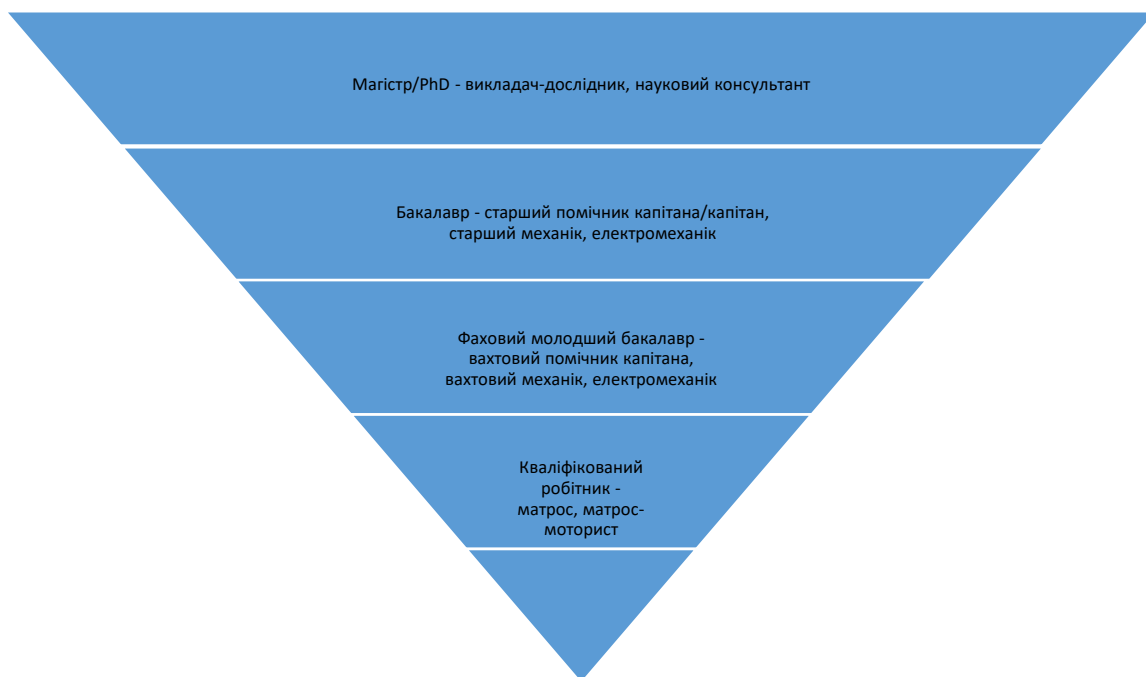 Магістр/PhD - викладач-дослідник, науковий консультант
Бакалавр - старший помічник капітана/капітан,
старший механік, електромеханік
Фаховий молодший бакалавр -
вахтовий помічник капітана,
вахтовий механік, електромеханік
Кваліфікований
робітник -
матрос, матрос-
моторист